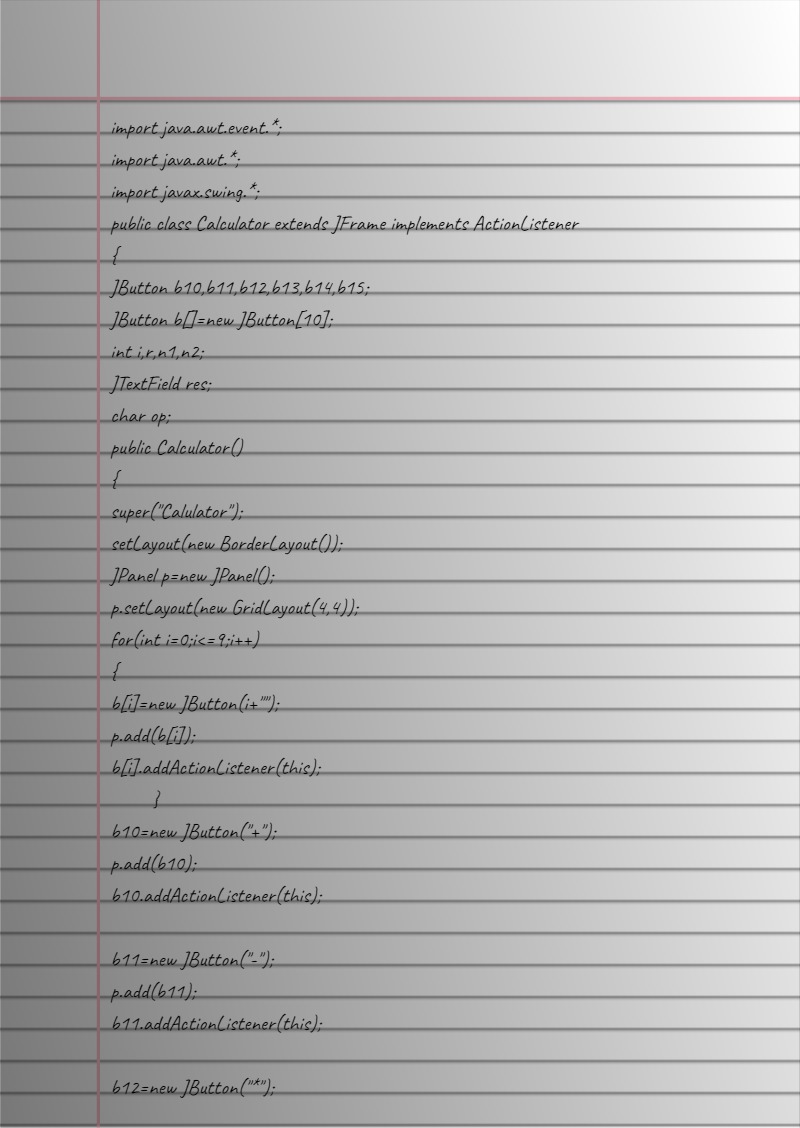 import java.awt.event.*;
import java.awt.*;
import javax.swing.*;
public class Calculator extends JFrame implements ActionListener
{
JButton b10,b11,b12,b13,b14,b15;
JButton b[]=new JButton[10];
int i,r,n1,n2;
JTextField res;
char op;
public Calculator()
{
super("Calulator");
setLayout(new BorderLayout());
JPanel p=new JPanel();
p.setLayout(new GridLayout(4,4));
for(int i=0;i<=9;i++)
{
b[i]=new JButton(i+"");
p.add(b[i]);
b[i].addActionListener(this);
}
b10=new JButton("+");
p.add(b10);
b10.addActionListener(this);
b11=new JButton("-");
p.add(b11);
b11.addActionListener(this);
b12=new JButton("*");